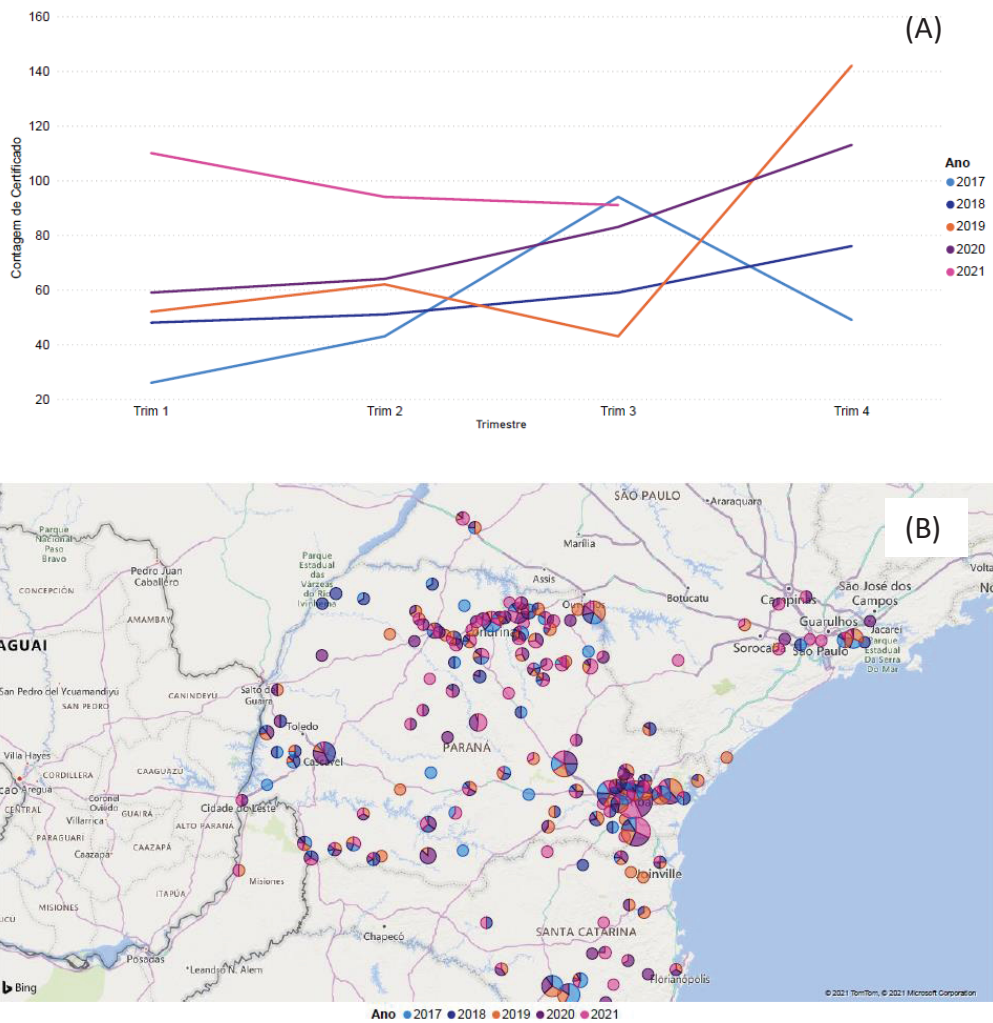 160
(A)
140
120
100
80
60
40
20
Contagem de Certificado
Ano
2017
2018
2019
2020
2021
Trim 1
Trim 2
Trim 3
Trim 4
Trimestre
(B)
SÃO PAULO
Araraquara
Parque
Nacional
Paso
Bravo
Pedro Juan
Caballero
CONCEPCIÓN
Parque
Estadual
das
Várzeas
do Rio
Ivinhema
Marília
Assis
Botucatu
Campinas
São José dos
Campos
Volta
Guarulhos
Jacareí
Sorocaba
São Paulo
Parque
Estadual
Da Serra
Do Mar
AMAMBAY
AGUAI
San Pedro del Ycuamandiyú
SAN PEDRO
CANINDEYÚ
Salto del
Guairá
Toledo
Cascavel
PARANÁ
Villa Hayes
CORDILLERA
Aregua
CAAGUAZÚ
CENTRAL
Coronel
Oviedo
Villarrica
GUAIRÁ
Ciudad del Este
ALTO PARANÁ
PARAGUARÍ
Caazapá
CAAZAPÁ
ITAPÚA
MISIONES
Misiones
Joinville
Chapecó
SANTA CATARINA
Posadas
Leandro N. Alem
Florianópolis
Bing
© 2021 TomTom, © 2021 Microsoft Corporation
Ano 2017 2018 2019 2020 2021